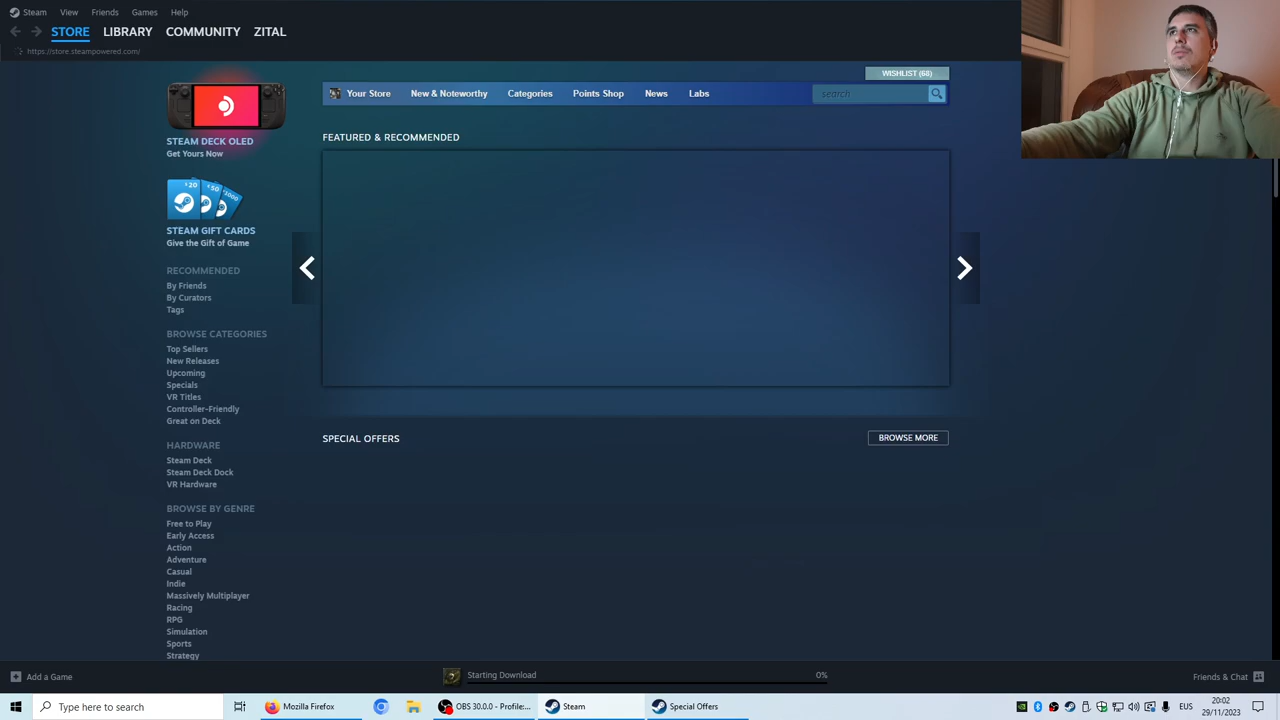 Steam View Friends Games Help
STORE LIBRARY COMMUNITY ZITAL
https://store.steampowered.com/
WISHLIST (68)
Your Store New & Noteworthy Categories Points Shop News Labs search
STEAM DECK OLED
Get Yours Now
STEAM GIFT CARDS
Give the Gift of Game
RECOMMENDED
By Friends
By Curators
Tags
BROWSE CATEGORIES
Top Sellers
New Releases
Upcoming
Specials
VR Titles
Controller-Friendly
Great on Deck
HARDWARE
Steam Deck
Steam Deck Dock
VR Hardware
BROWSE BY GENRE
Free to Play
Early Access
Action
Adventure
Casual
Indie
Massively Multiplayer
Racing
RPG
Simulation
Sports
Strategy
FEATURED & RECOMMENDED
SPECIAL OFFERS BROWSE MORE
Add a Game Starting Download 0% Friends & Chat
Type here to search Mozilla Firefox OBS 30.0.0 - Profile:... Steam Special Offers EUS 20:02
29/11/2023